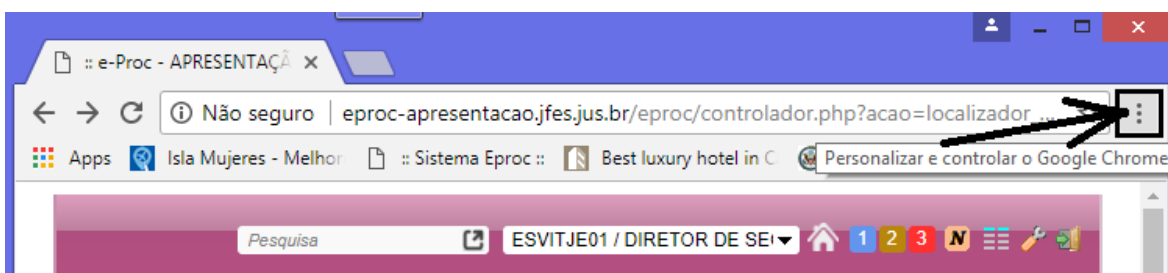 :: e-Proc - APRESENTAÇÃ
Não seguro | eproc-apresentacao.jfes.jus.br/eproc/controlador.php?acao=localizador_...
Apps Isla Mujeres - Melhor :: Sistema Eproc :: Best luxury hotel in C
Personalizar e controlar o Google Chrome
Pesquisa ESVITJE01 / DIRETOR DE SE 1 2 3 N